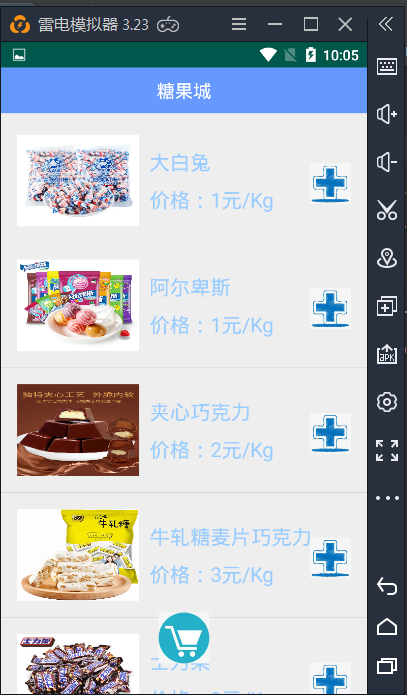 雷电模拟器 3.23
10:05
糖果城
大白兔
价格：1元/Kg
阿尔卑斯
价格：1元/Kg
独特夹心工艺 外脆内软
夹心巧克力
价格：2元/Kg
牛轧糖
牛轧糖麦片巧克力
价格：3元/Kg
士力架
APK